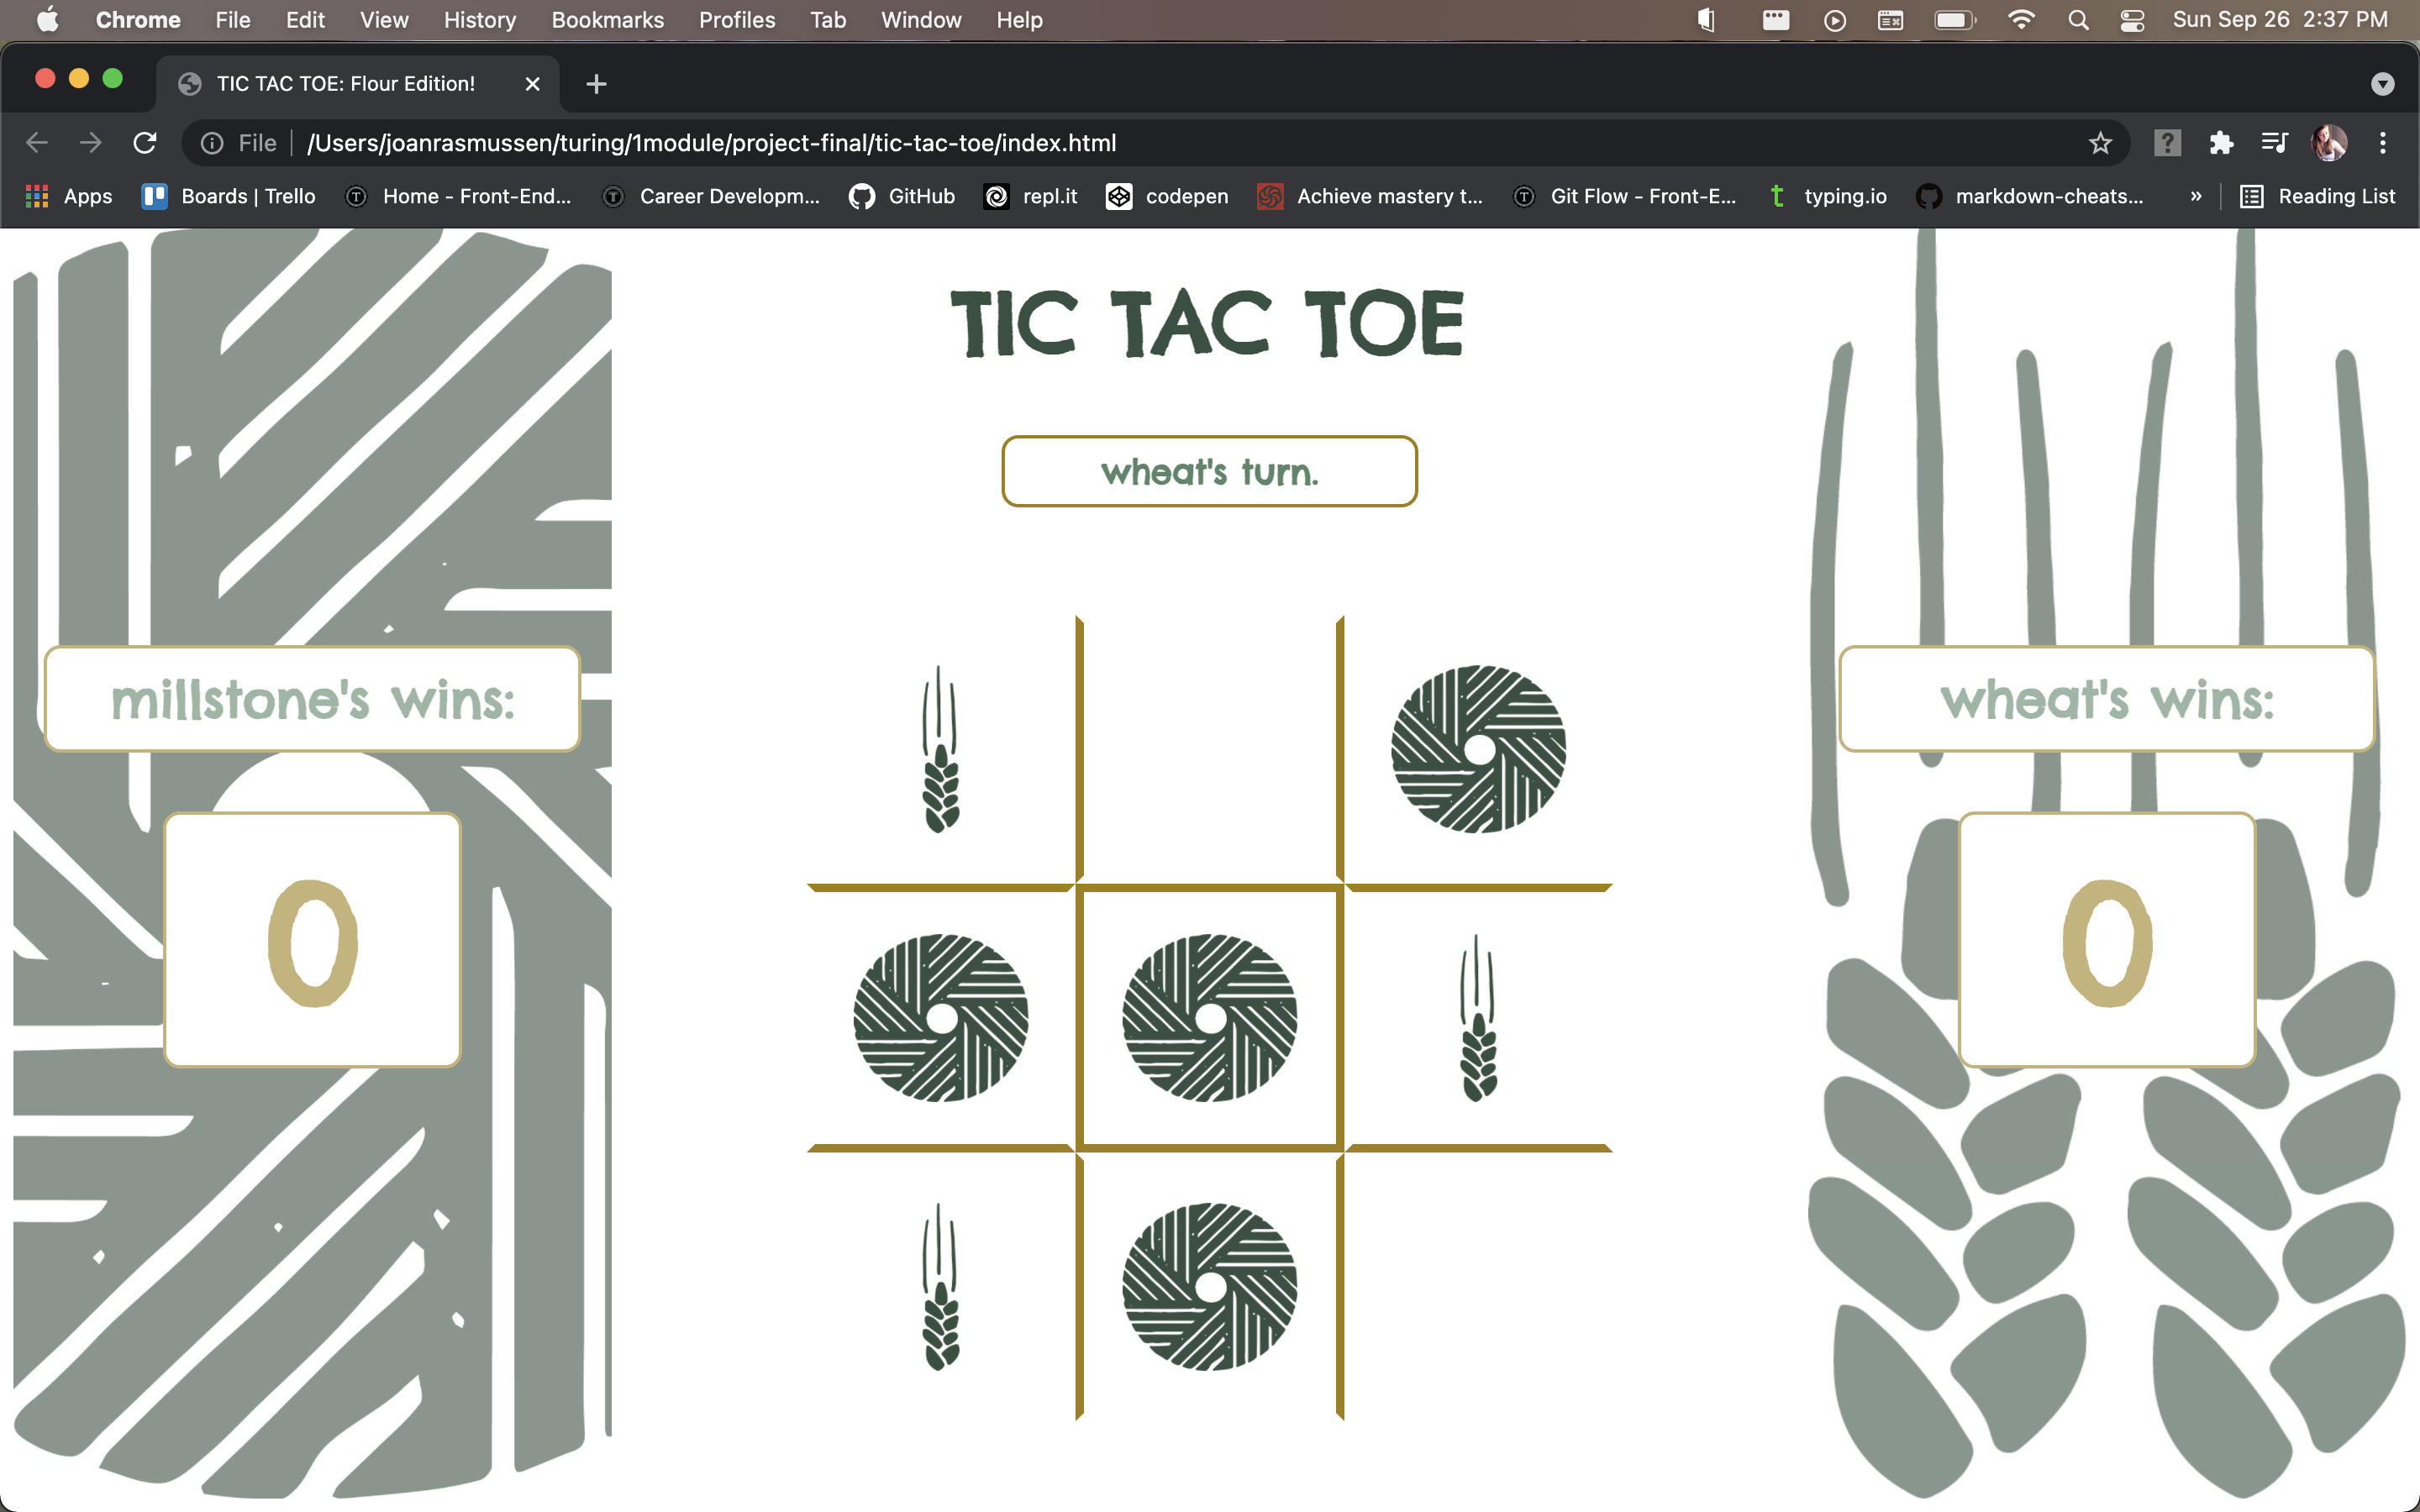 Chrome File Edit View History Bookmarks Profiles Tab Window Help Sun Sep 26 2:37 PM
TIC TAC TOE: Flour Edition!
File /Users/joanrasmussen/turing/1module/project-final/tic-tac-toe/index.html
Apps Boards | Trello Home - Front-End... Career Developm... GitHub repl.it codepen Achieve mastery t... Git Flow - Front-E... typing.io markdown-cheats... » Reading List
TIC TAC TOE
wheat's turn.
millstone's wins:
0
wheat's wins:
0